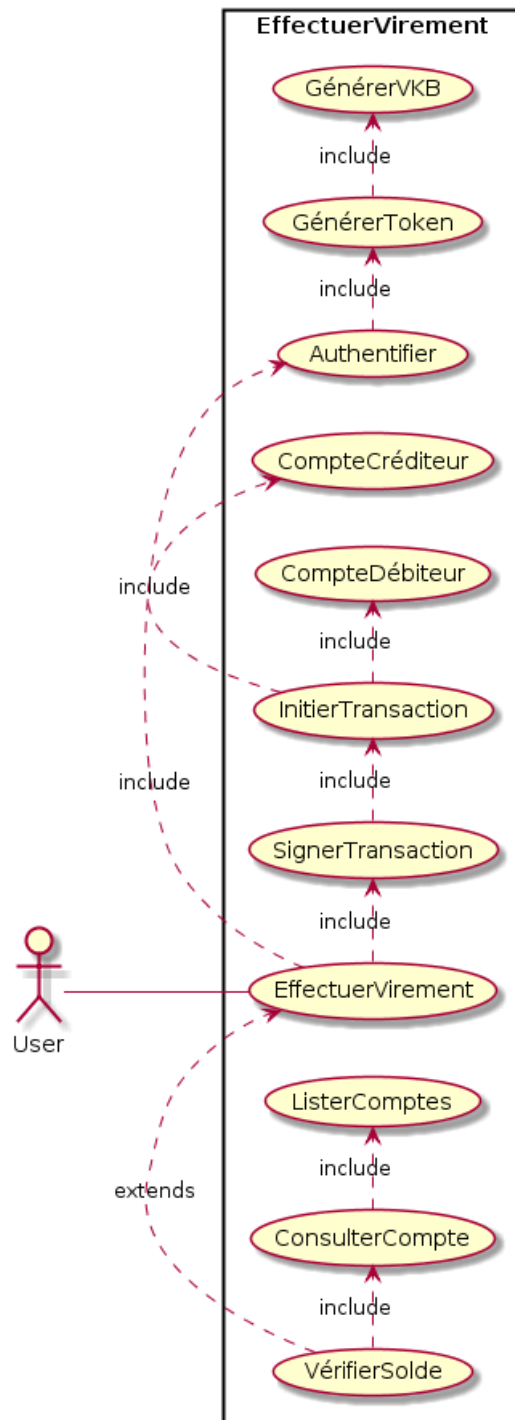 EffectuerVirement
GénérerVKB
include
GénérerToken
include
Authentifier
CompteCréditeur
CompteDébiteur
include
include
InitierTransaction
include
include
SignerTransaction
include
EffectuerVirement
User
ListerComptes
include
extends
ConsulterCompte
include
VérifierSolde